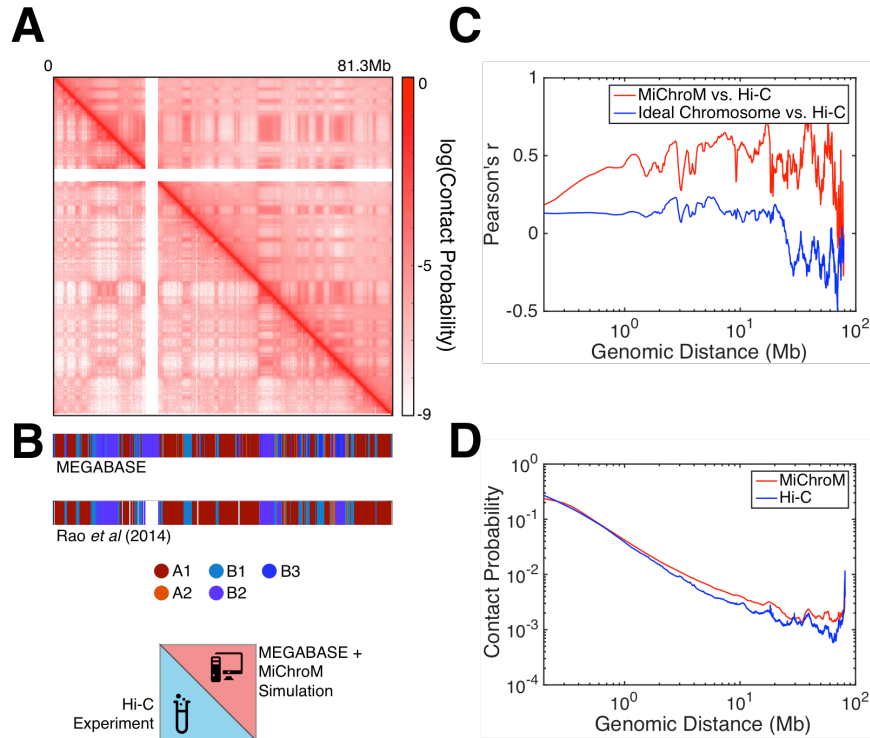 A
0
81.3Mb
0
-5
-9
log(Contact Probability)
B
MEGABASE
Rao et al (2014)
A1
B1
B3
A2
B2
MEGABASE +
MiChroM
Simulation
Hi-C
Experiment
C
1
0.5
0
-0.5
Pearson's r
MiChroM vs. Hi-C
Ideal Chromosome vs. Hi-C
10^0
10^1
10^2
Genomic Distance (Mb)
D
10^0
10^-1
10^-2
10^-3
10^-4
Contact Probability
MiChroM
Hi-C
10^0
10^1
10^2
Genomic Distance (Mb)